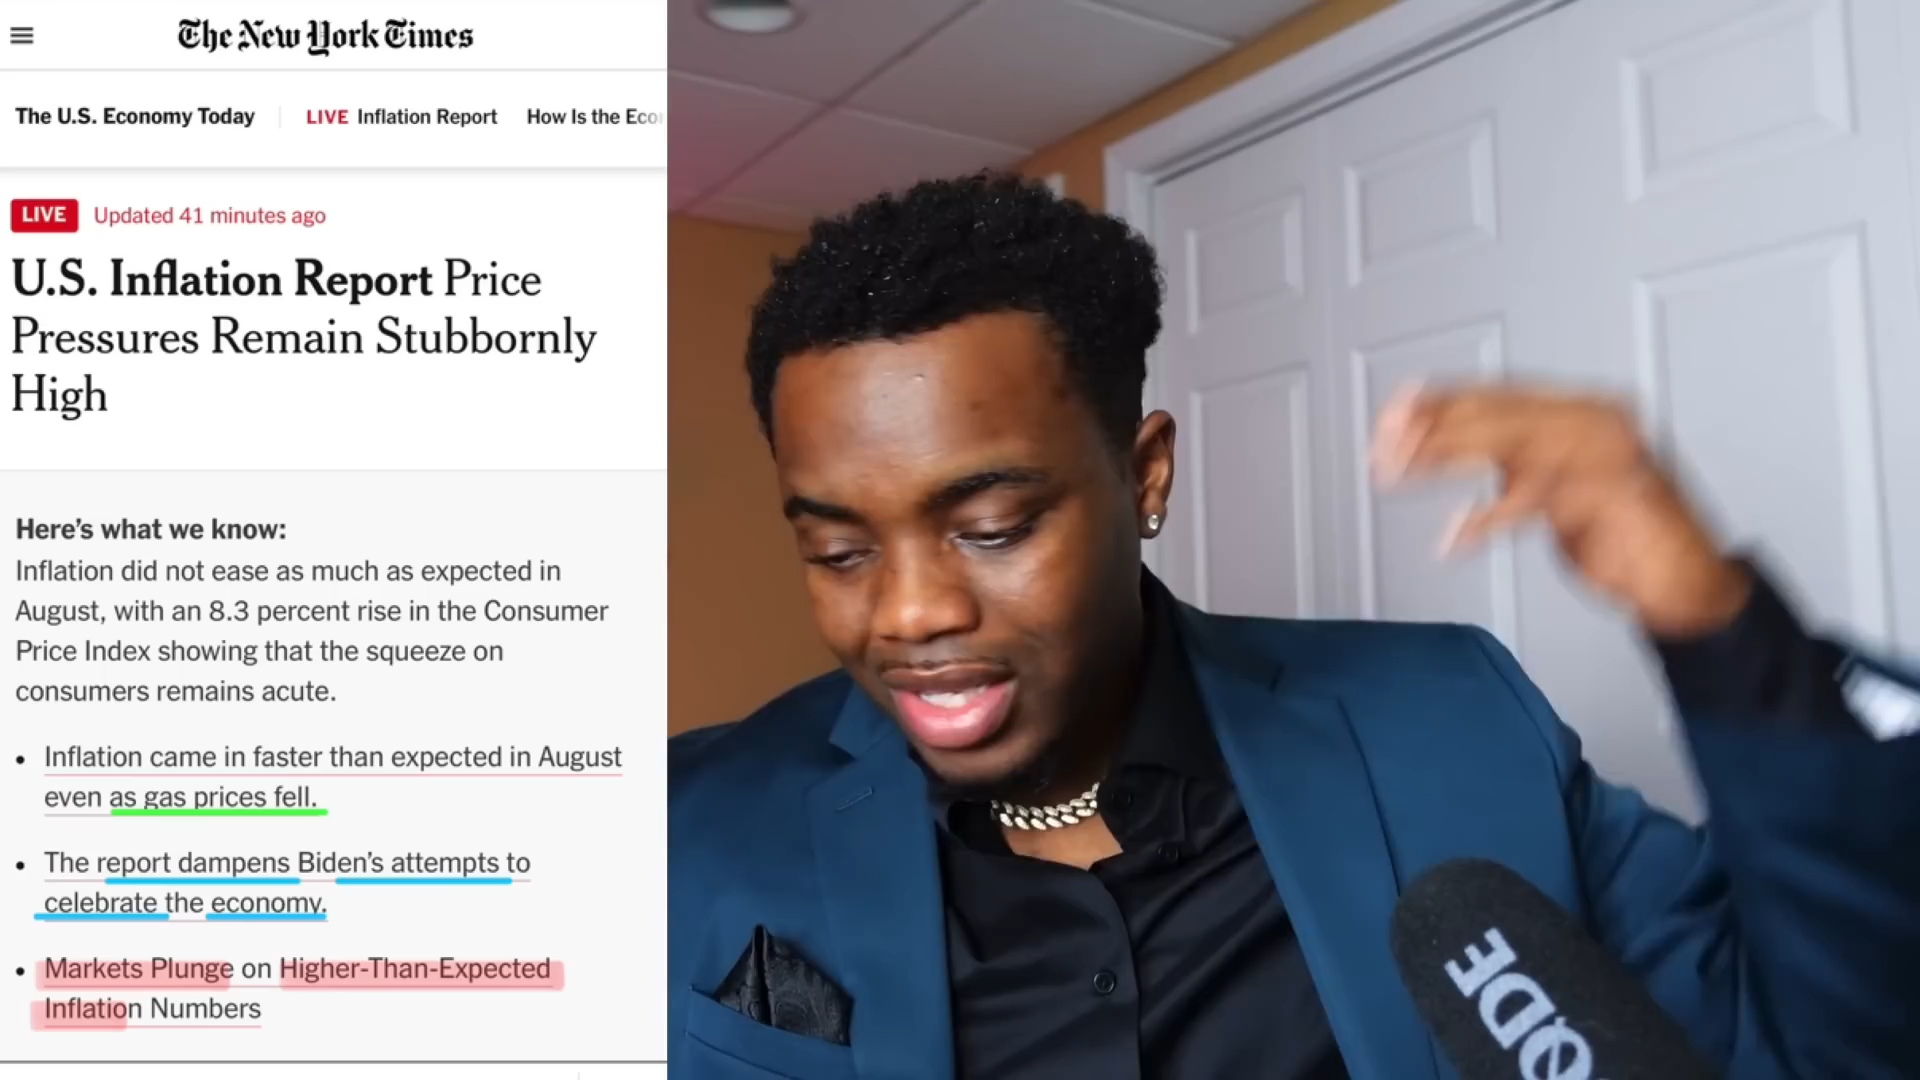 The New York Times
The U.S. Economy Today
LIVE Inflation Report
How Is the Eco
LIVE Updated 41 minutes ago
U.S. Inflation Report Price
Pressures Remain Stubbornly
High
Here’s what we know:
Inflation did not ease as much as expected in
August, with an 8.3 percent rise in the Consumer
Price Index showing that the squeeze on
consumers remains acute.
• Inflation came in faster than expected in August
even as gas prices fell.
• The report dampens Biden’s attempts to
celebrate the economy.
• Markets Plunge on Higher-Than-Expected
Inflation Numbers
RØDE